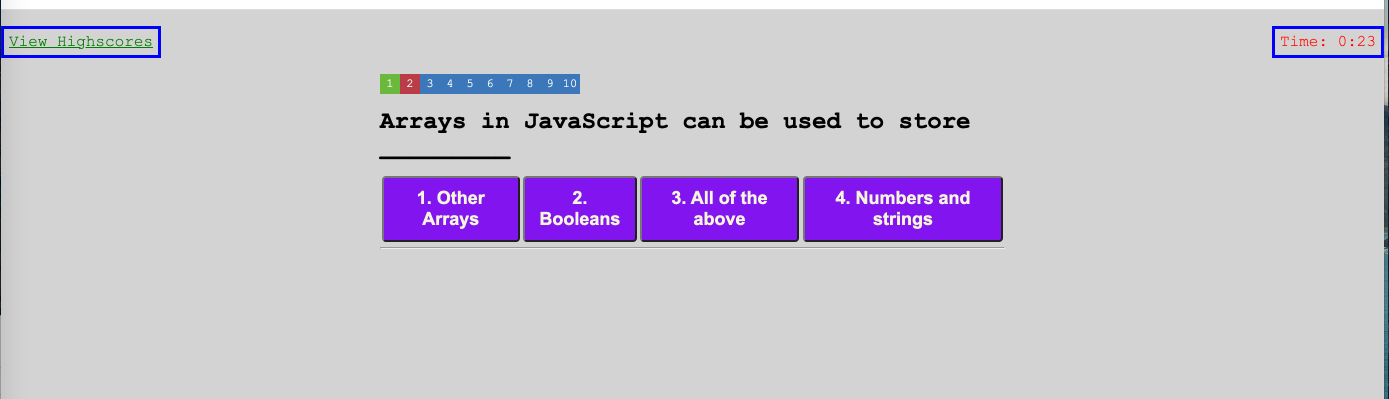 View Highscores
Time: 0:23
1 2 3 4 5 6 7 8 9 10
Arrays in JavaScript can be used to store
_________
1. Other
Arrays
2.
Booleans
3. All of the
above
4. Numbers and
strings